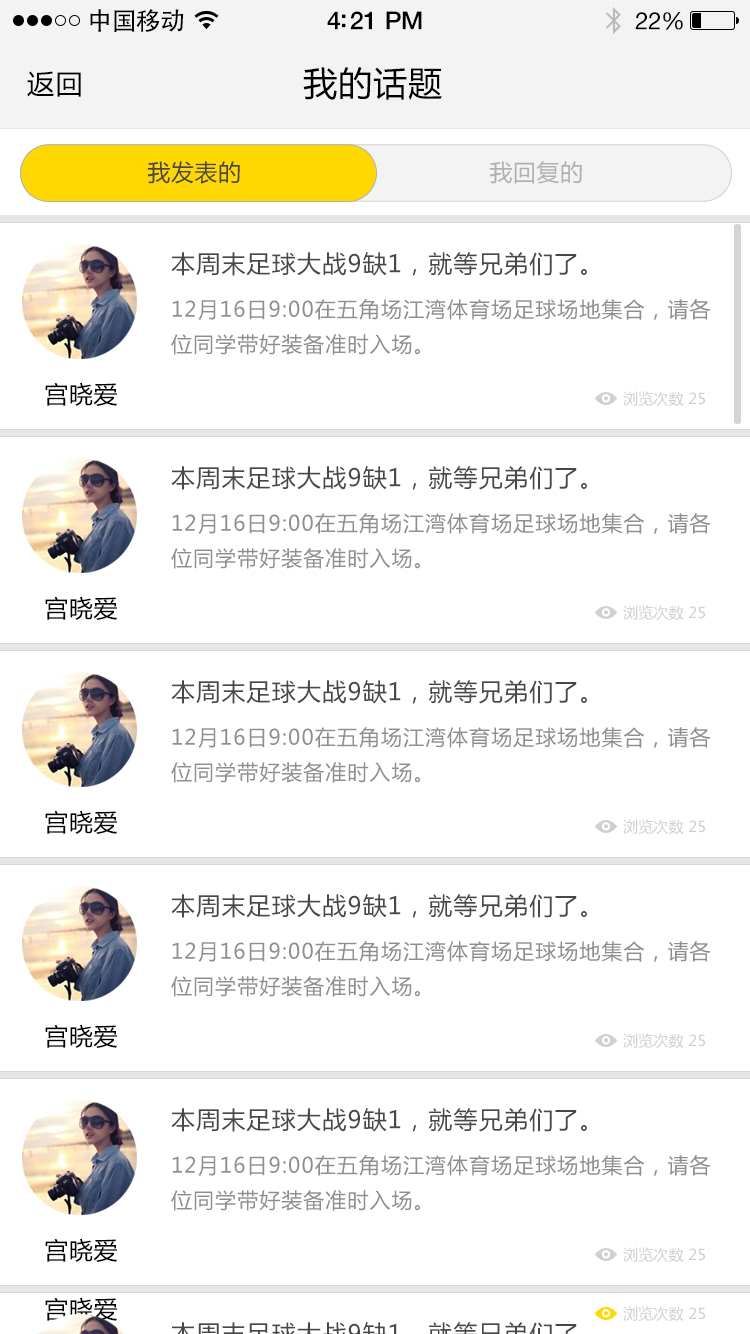 中国移动 4:21 PM 22%
返回 我的话题
我发表的 我回复的
本周末足球大战9缺1，就等兄弟们了。
12月16日9:00在五角场江湾体育场足球场地集合，请各
位同学带好装备准时入场。
宫晓爱 浏览次数 25
本周末足球大战9缺1，就等兄弟们了。
12月16日9:00在五角场江湾体育场足球场地集合，请各
位同学带好装备准时入场。
宫晓爱 浏览次数 25
本周末足球大战9缺1，就等兄弟们了。
12月16日9:00在五角场江湾体育场足球场地集合，请各
位同学带好装备准时入场。
宫晓爱 浏览次数 25
本周末足球大战9缺1，就等兄弟们了。
12月16日9:00在五角场江湾体育场足球场地集合，请各
位同学带好装备准时入场。
宫晓爱 浏览次数 25
本周末足球大战9缺1，就等兄弟们了。
12月16日9:00在五角场江湾体育场足球场地集合，请各
位同学带好装备准时入场。
宫晓爱 浏览次数 25
宫晓爱 浏览次数 25
本周末足球大战9缺1，就等兄弟们了。